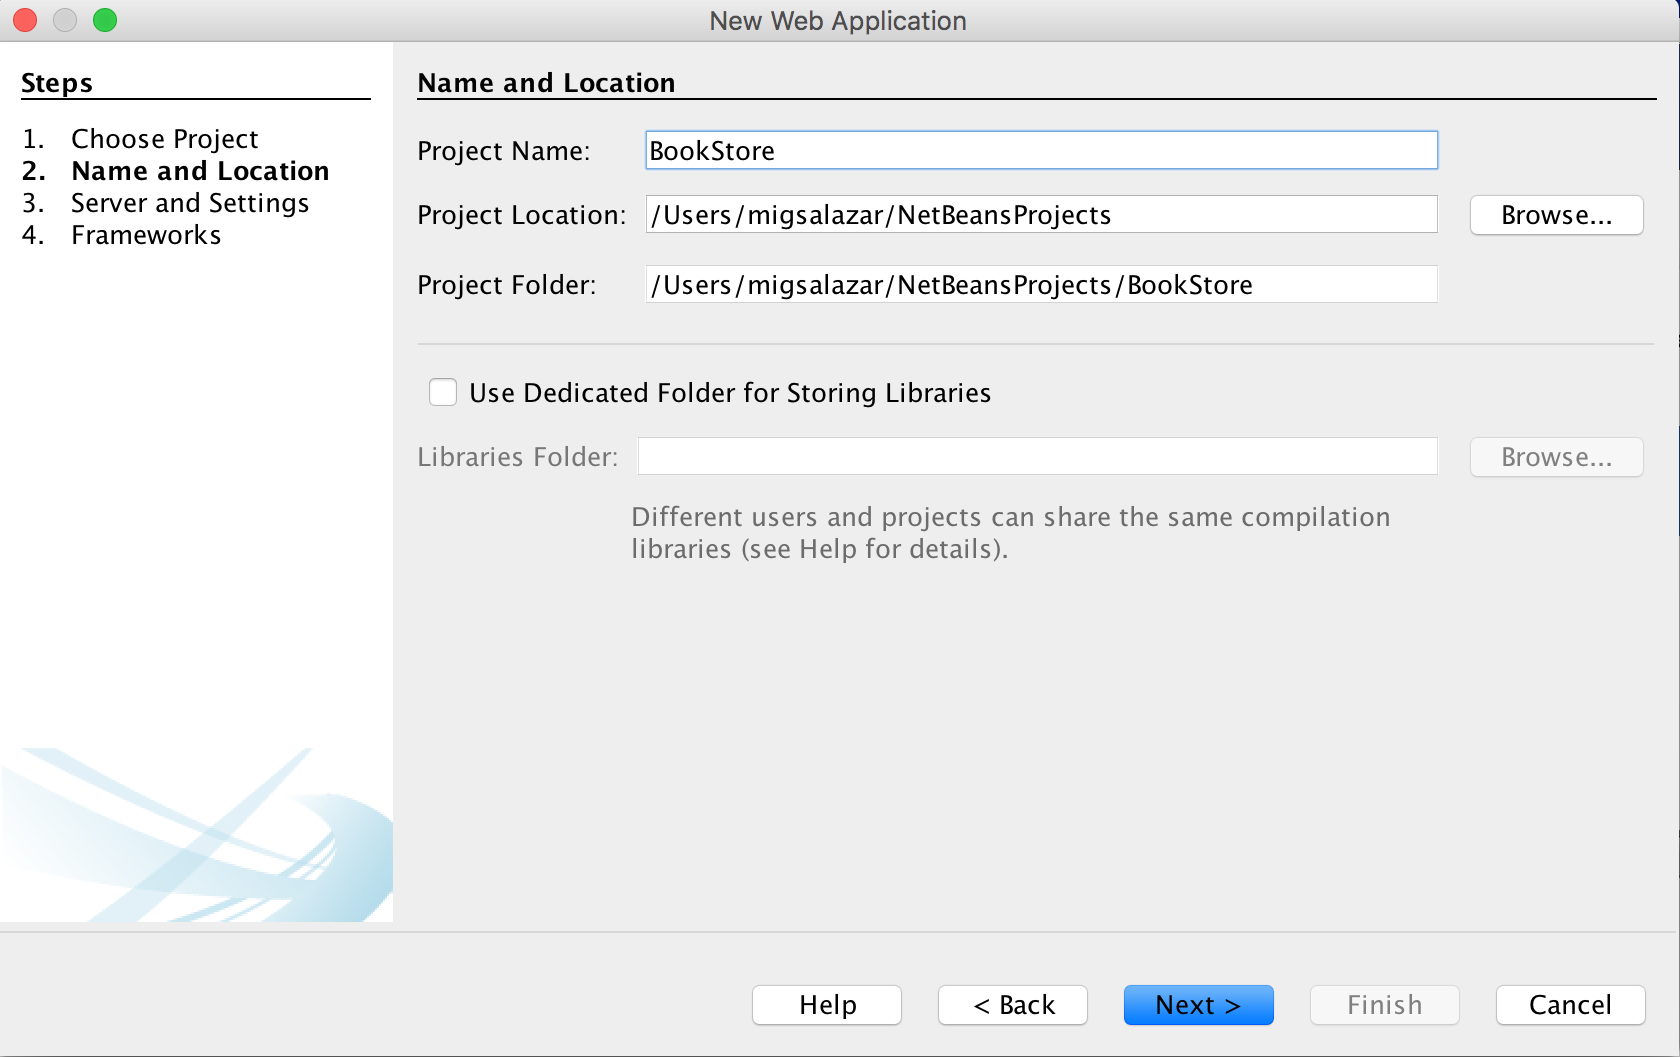 New Web Application
Steps
1. Choose Project
2. Name and Location
3. Server and Settings
4. Frameworks
Name and Location
Project Name: BookStore
Project Location: /Users/migsalazar/NetBeansProjects Browse...
Project Folder: /Users/migsalazar/NetBeansProjects/BookStore
Use Dedicated Folder for Storing Libraries
Libraries Folder: Browse...
Different users and projects can share the same compilation
libraries (see Help for details).
Help < Back Next > Finish Cancel